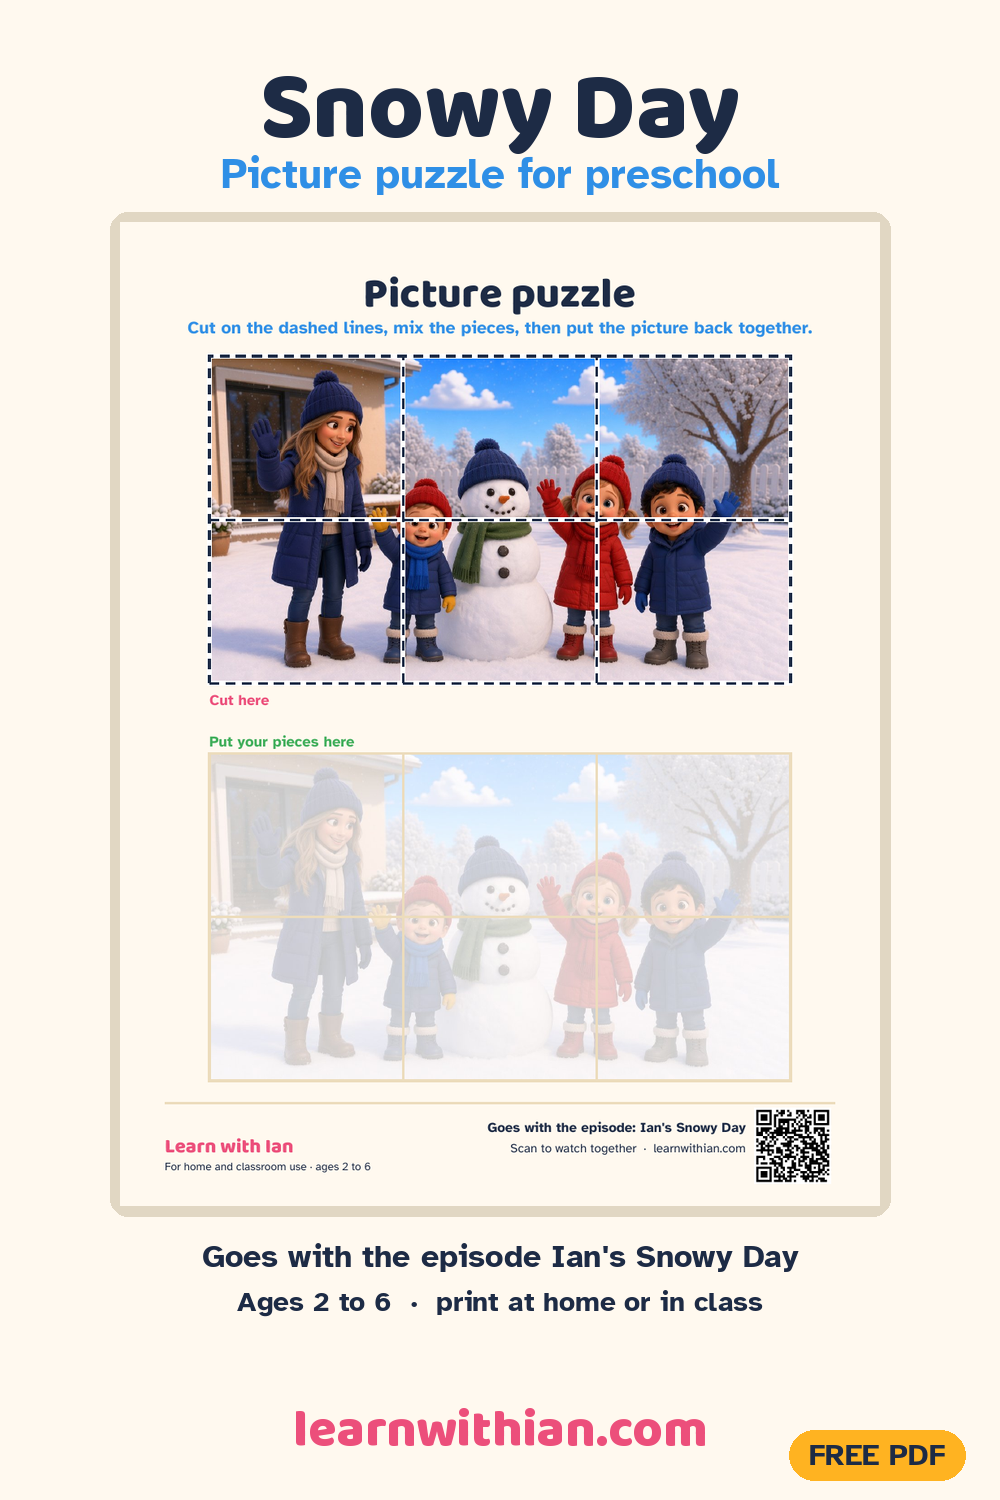 Snowy Day
Picture puzzle for preschool
Picture puzzle
Cut on the dashed lines, mix the pieces, then put the picture back together.
Cut here
Put your pieces here
Goes with the episode: Ian's Snowy Day
Scan to watch together · learnwithian.com
Learn with Ian
For home and classroom use · ages 2 to 6
Goes with the episode Ian's Snowy Day
Ages 2 to 6 · print at home or in class
learnwithian.com
FREE PDF